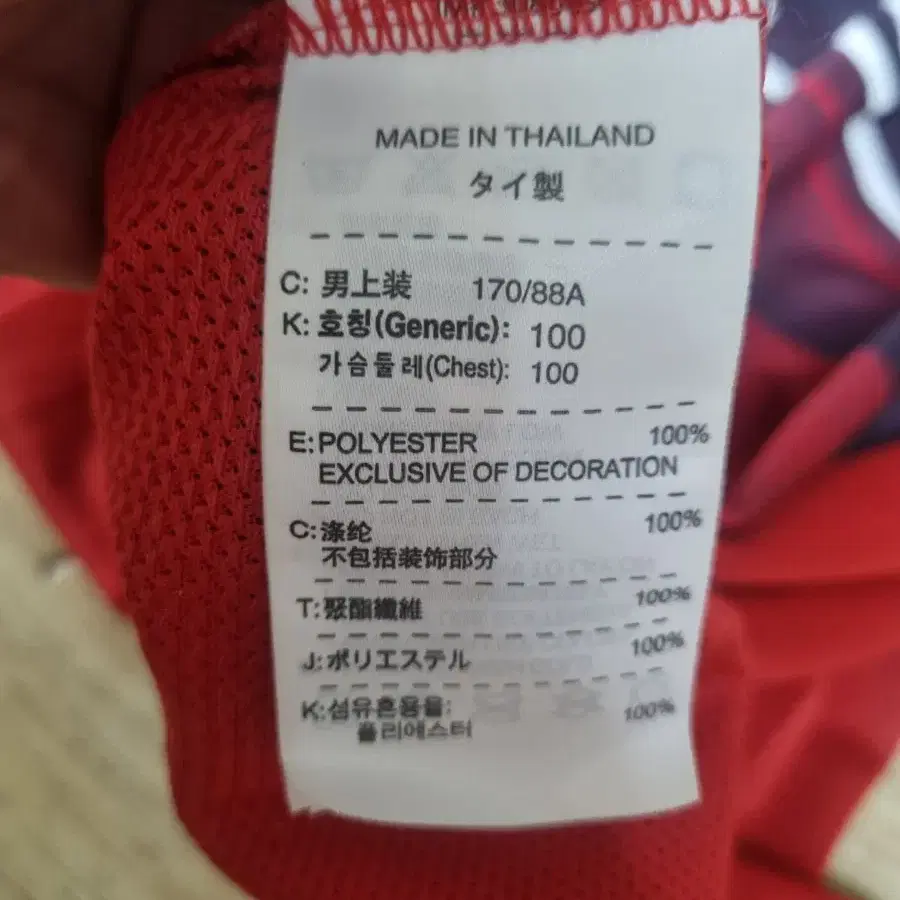 MADE IN THAILAND
タイ製
C: 男上装 170/88A
K: 호칭(Generic): 100
가슴둘레(Chest): 100
E: POLYESTER 100%
EXCLUSIVE OF DECORATION
C: 涤纶 100%
不包括装饰部分
T: 聚酯纖維 100%
J: ポリエステル 100%
K: 섬유혼용율: 100%
폴리에스터